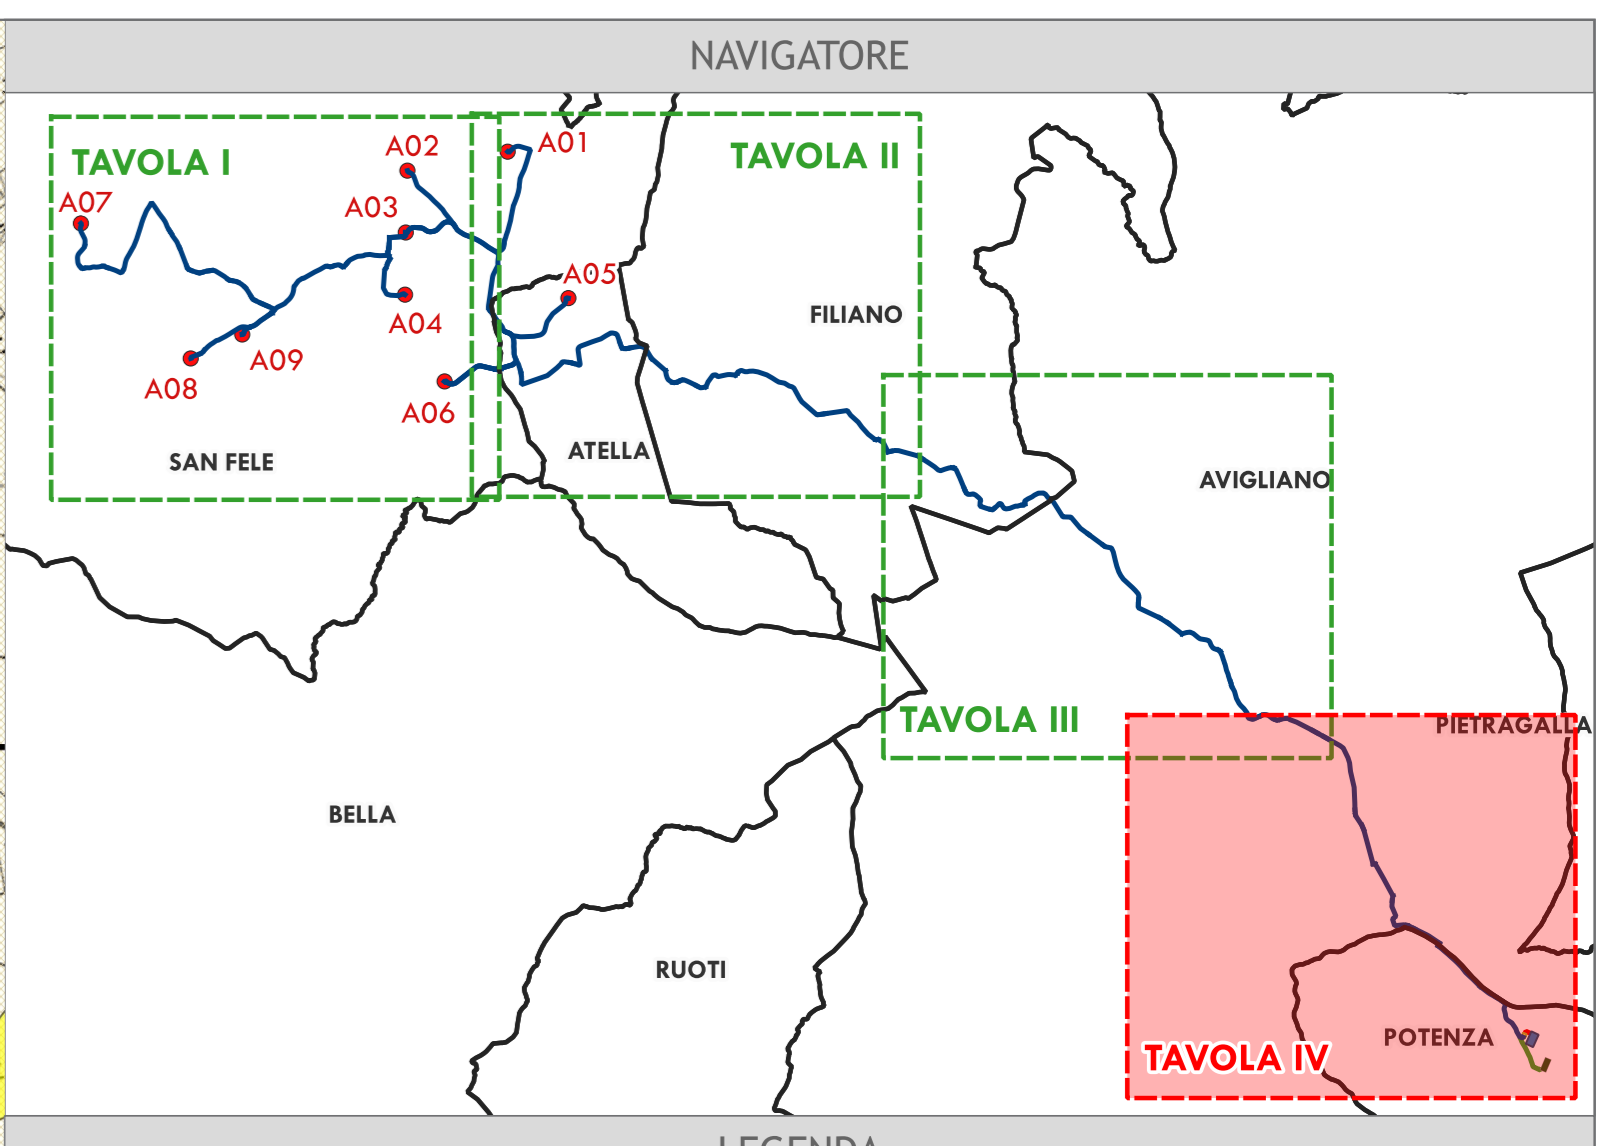 NAVIGATORE
A01
A02
TAVOLA II
TAVOLA I
A07
A03
A05
FILIANO
A04
A09
A08
A06
ATELLA
SAN FELE
AVIGLIANO
TAVOLA III
PIETRAGALLA
BELLA
RUOTI
POTENZA
TAVOLA IV
LEGENDA